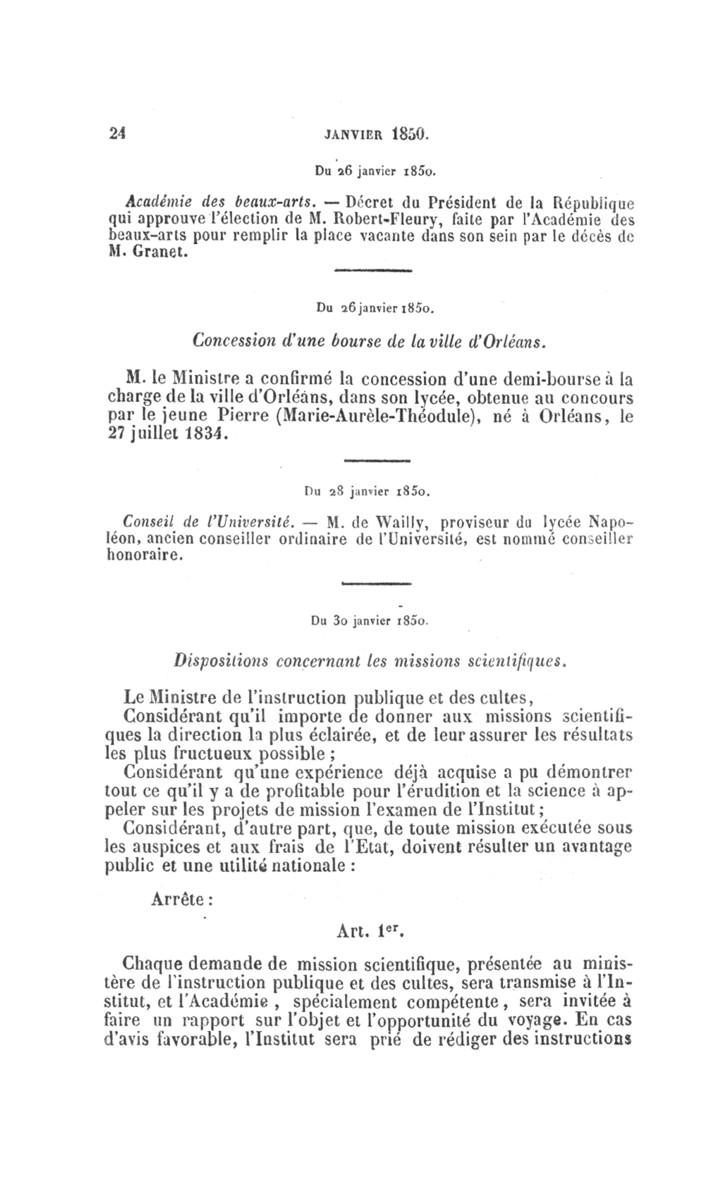 24
JANVIER 1850.
Du 26 janvier 1850.
Académie des beaux-arts. — Décret du Président de la République
qui approuve l'élection de M. Robert-Fleury, faite par l'Académie des
beaux-arts pour remplir la place vacante dans son sein par le décès de
M. Granet.
Du 26 janvier 1850.
Concession d'une bourse de la ville d'Orléans.
M. le Ministre a confirmé la concession d'une demi-bourse à la
charge de la ville d'Orléans, dans son lycée, obtenue au concours
par le jeune Pierre (Marie-Aurèle-Théodule), né à Orléans, le
27 juillet 1834.
Du 28 janvier 1850.
Conseil de l'Université. — M. de Wailly, proviseur du lycée Napo-
léon, ancien conseiller ordinaire de l'Université, est nommé conseiller
honoraire.
Du 30 janvier 1850.
Dispositions concernant les missions scientifiques.
Le Ministre de l'instruction publique et des cultes,
Considérant qu'il importe de donner aux missions scientifi-
ques la direction la plus éclairée, et de leur assurer les résultats
les plus fructueux possible ;
Considérant qu'une expérience déjà acquise a pu démontrer
tout ce qu'il y a de profitable pour l'érudition et la science à ap-
peler sur les projets de mission l'examen de l'Institut ;
Considérant, d'autre part, que, de toute mission exécutée sous
les auspices et aux frais de l'Etat, doivent résulter un avantage
public et une utilité nationale :
Arrête :
Art. 1er.
Chaque demande de mission scientifique, présentée au minis-
tère de l'instruction publique et des cultes, sera transmise à l'In-
stitut, et l'Académie , spécialement compétente , sera invitée à
faire un rapport sur l'objet et l'opportunité du voyage. En cas
d'avis favorable, l'Institut sera prié de rédiger des instructions